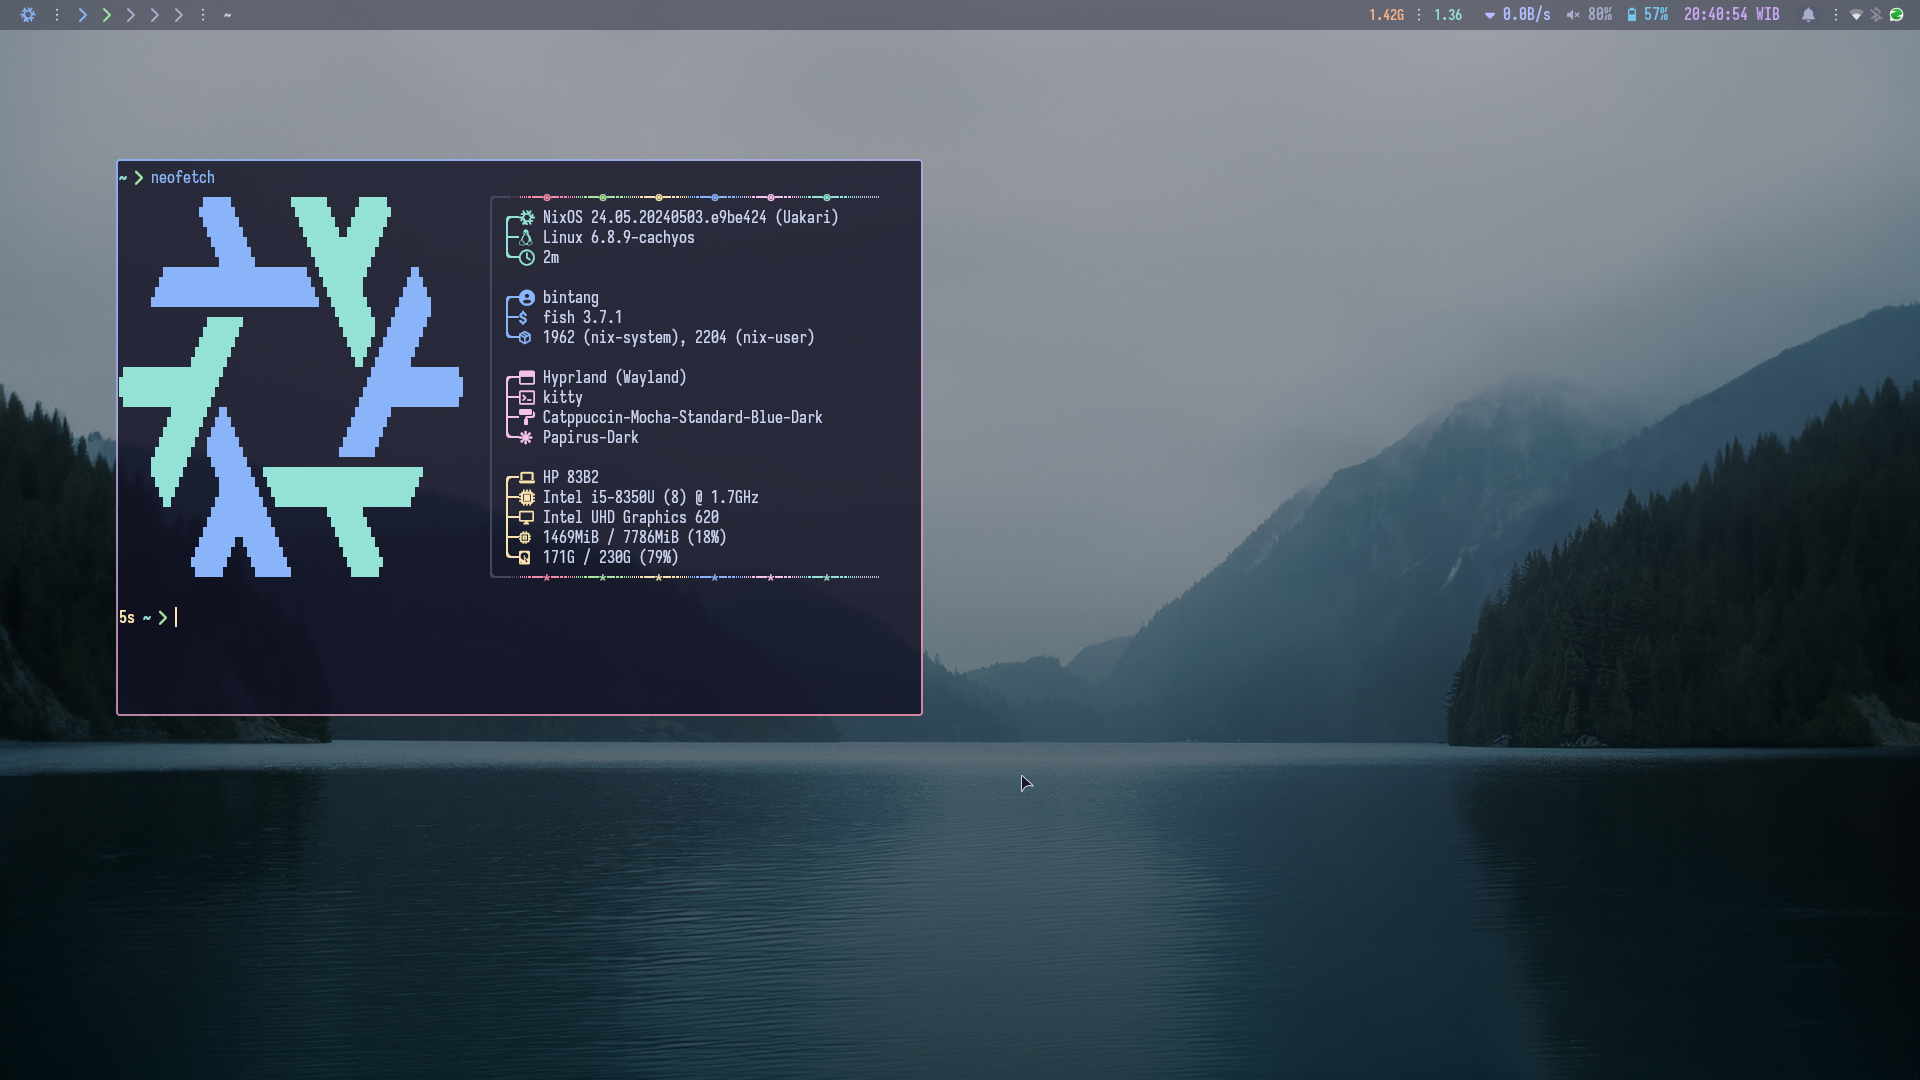 ~
1.42G
1.36
0.0B/s
80%
57%
20:40:54 WIB
~ > neofetch
NixOS 24.05.20240503.e9be424 (Uakari)
Linux 6.8.9-cachyos
2m
bintang
fish 3.7.1
1962 (nix-system), 2204 (nix-user)
Hyprland (Wayland)
kitty
Catppuccin-Mocha-Standard-Blue-Dark
Papirus-Dark
HP 83B2
Intel i5-8350U (8) @ 1.7GHz
Intel UHD Graphics 620
1469MiB / 7786MiB (18%)
171G / 230G (79%)
5s ~ >